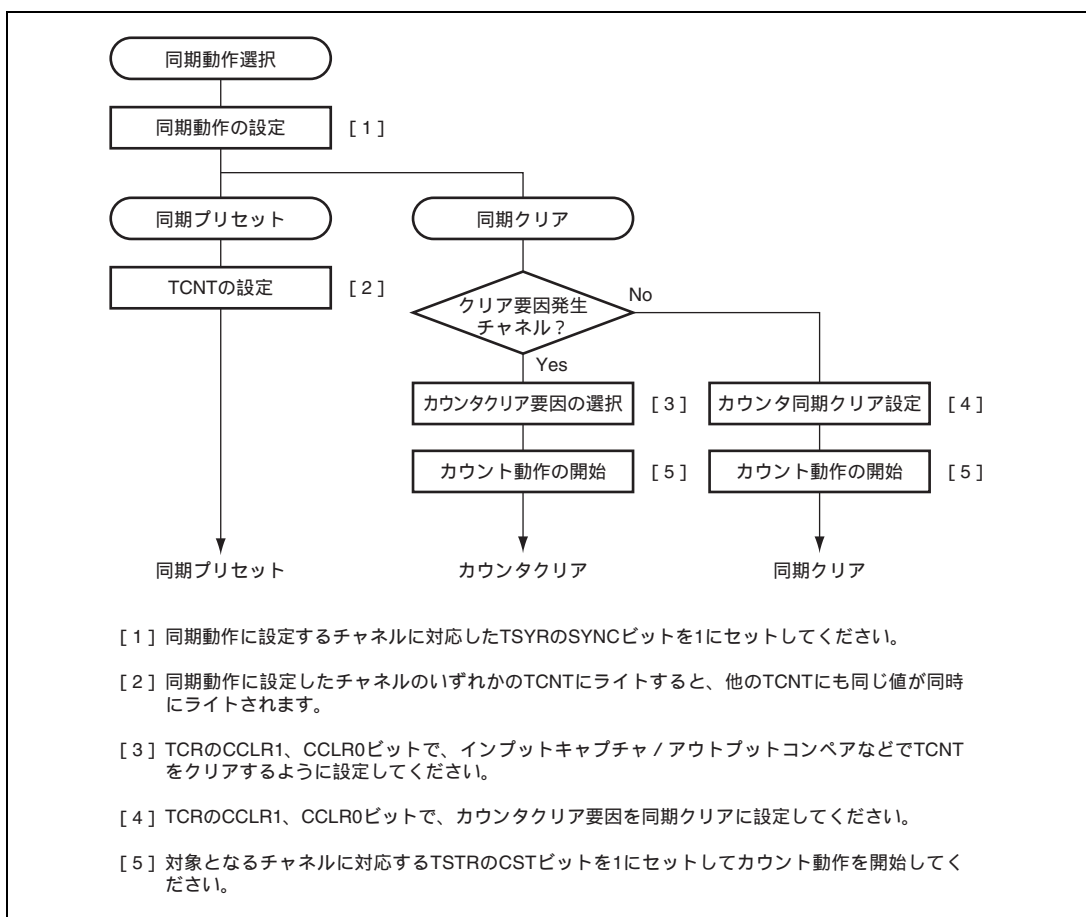 同期動作選択
同期動作の設定 [1]
同期プリセット 同期クリア
TCNTの設定 [2]
クリア要因発生
チャネル？
No
Yes
カウンタクリア要因の選択 [3] カウンタ同期クリア設定 [4]
カウント動作の開始 [5] カウント動作の開始 [5]
同期プリセット カウンタクリア 同期クリア
[1] 同期動作に設定するチャネルに対応したTSYRのSYNCビットを1にセットしてください。
[2] 同期動作に設定したチャネルのいずれかのTCNTにライトすると、他のTCNTにも同じ値が同時
にライトされます。
[3] TCRのCCLR1、CCLR0ビットで、インプットキャプチャ / アウトプットコンペアなどでTCNT
をクリアするように設定してください。
[4] TCRのCCLR1、CCLR0ビットで、カウンタクリア要因を同期クリアに設定してください。
[5] 対象となるチャネルに対応するTSTRのCSTビットを1にセットしてカウント動作を開始してく
ださい。